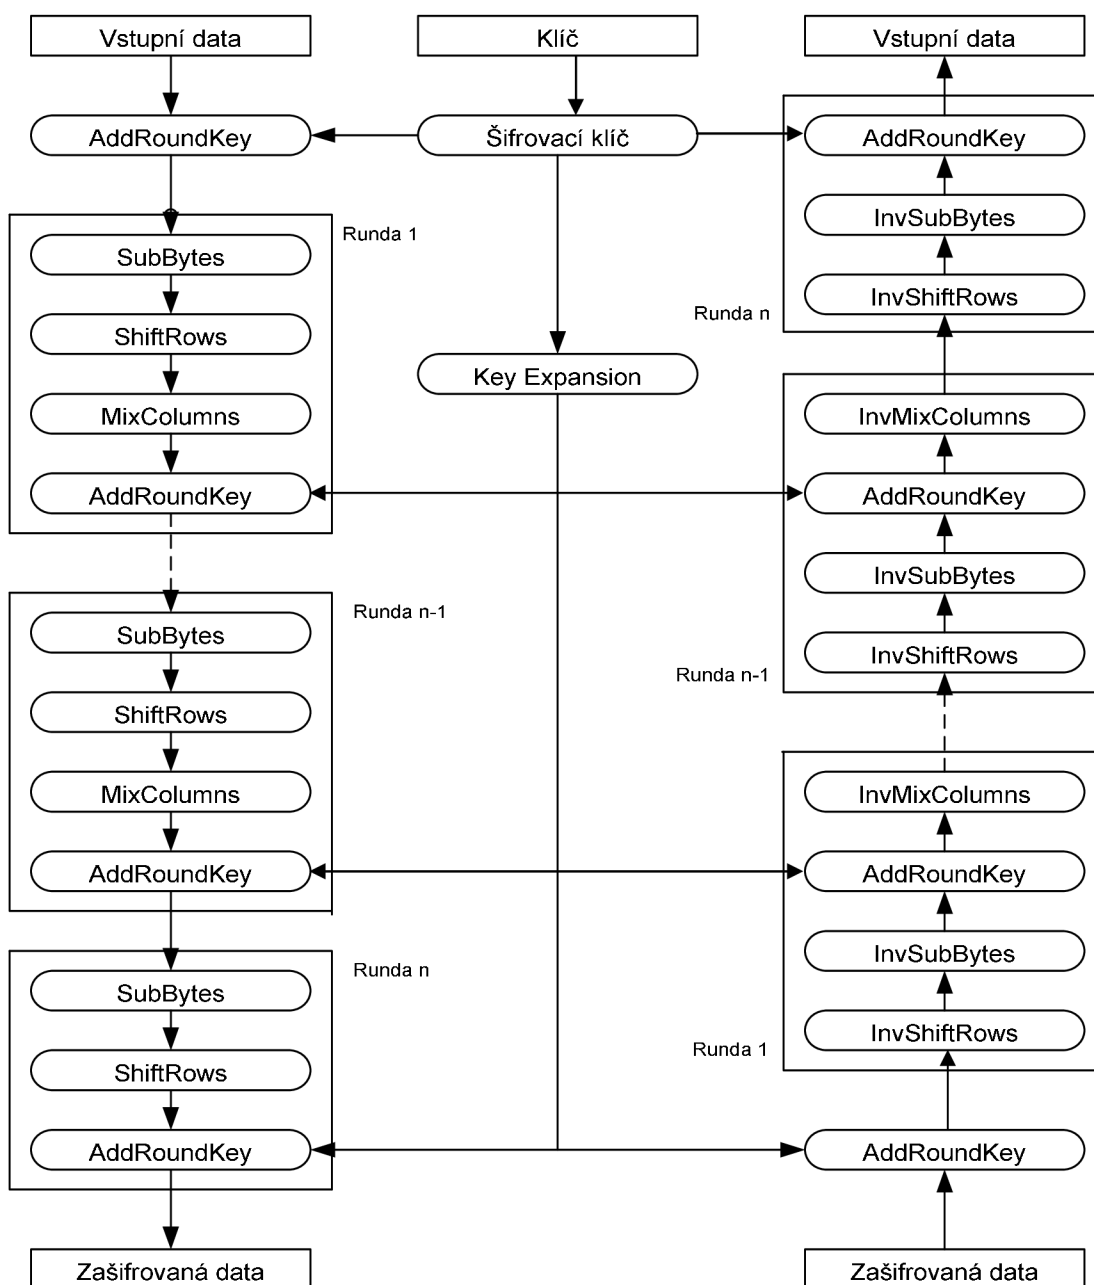 Vstupní data
AddRoundKey
Runda 1
SubBytes
ShiftRows
MixColumns
AddRoundKey
Runda n-1
SubBytes
ShiftRows
MixColumns
AddRoundKey
Runda n
SubBytes
ShiftRows
AddRoundKey
Zašifrovaná data
Klíč
Šifrovací klíč
Key Expansion
Vstupní data
AddRoundKey
InvSubBytes
InvShiftRows
Runda n
InvMixColumns
AddRoundKey
InvSubBytes
InvShiftRows
Runda n-1
InvMixColumns
AddRoundKey
InvSubBytes
InvShiftRows
Runda 1
AddRoundKey
Zašifrovaná data